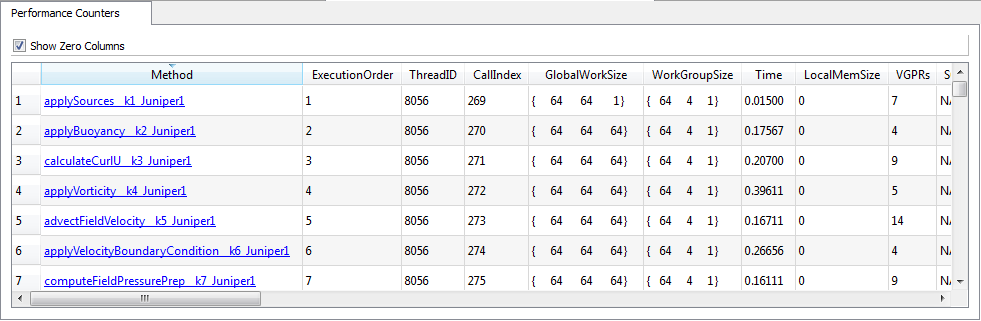 Performance Counters
Show Zero Columns
Method ExecutionOrder ThreadID CallIndex GlobalWorkSize WorkGroupSize Time LocalMemSize VGPRs
1 applySources__k1_Juniper1 1 8056 269 { 64 64 1} { 64 4 1} 0.01500 0 7
2 applyBuoyancy__k2_Juniper1 2 8056 270 { 64 64 64} { 64 4 1} 0.17567 0 4
3 calculateCurlU__k3_Juniper1 3 8056 271 { 64 64 64} { 64 4 1} 0.20700 0 9
4 applyVorticity__k4_Juniper1 4 8056 272 { 64 64 64} { 64 4 1} 0.39611 0 5
5 advectFieldVelocity__k5_Juniper1 5 8056 273 { 64 64 64} { 64 4 1} 0.16711 0 14
6 applyVelocityBoundaryCondition__k6_Juniper1 6 8056 274 { 64 64 64} { 64 4 1} 0.26656 0 4
7 computeFieldPressurePrep__k7_Juniper1 7 8056 275 { 64 64 64} { 64 4 1} 0.16111 0 9